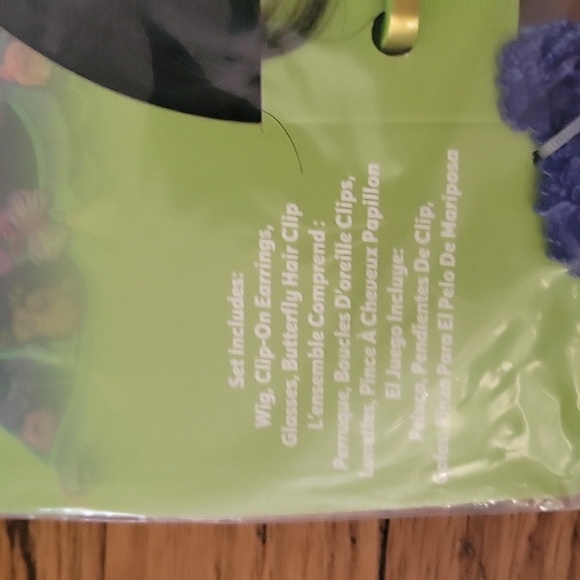 Set Includes:
Wig, Clip-On Earrings,
Glasses, Butterfly Hair Clip
L'ensemble Comprend :
Perruque, Boucles D'oreille Clips,
Lunettes, Pince À Cheveux Papillon
El Juego Incluye:
Peluca, Pendientes De Clip,
Para El Pelo De Mariposa